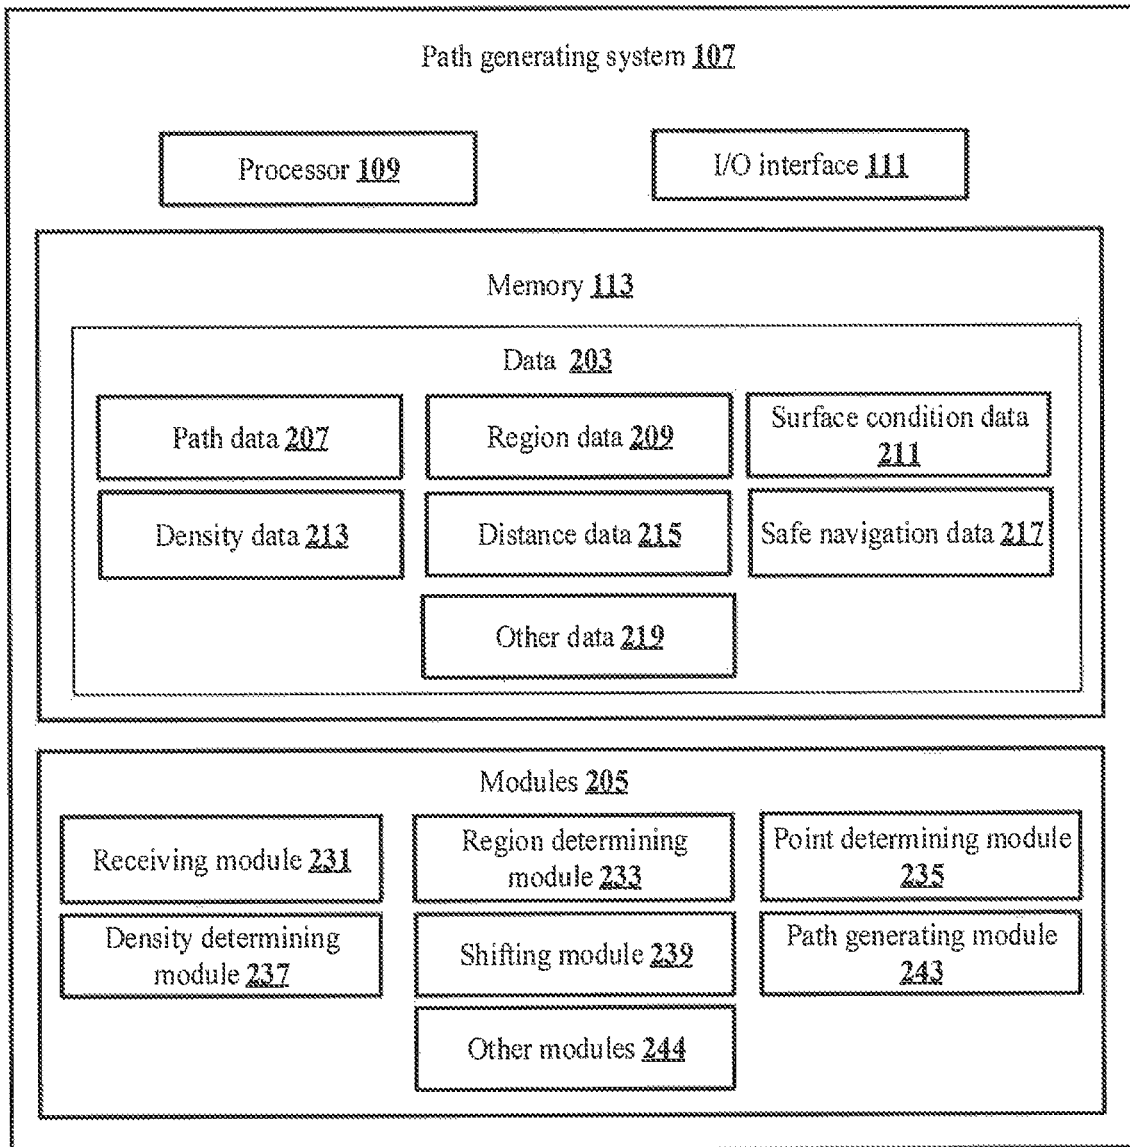 Path generating system 107
Processor 109
I/O interface 111
Memory 113
Data 203
Path data 207
Region data 209
Surface condition data
211
Density data 213
Distance data 215
Safe navigation data 217
Other data 219
Modules 205
Receiving module 231
Region determining
module 233
Point determining module
235
Density determining
module 237
Shifting module 239
Path generating module
243
Other modules 244